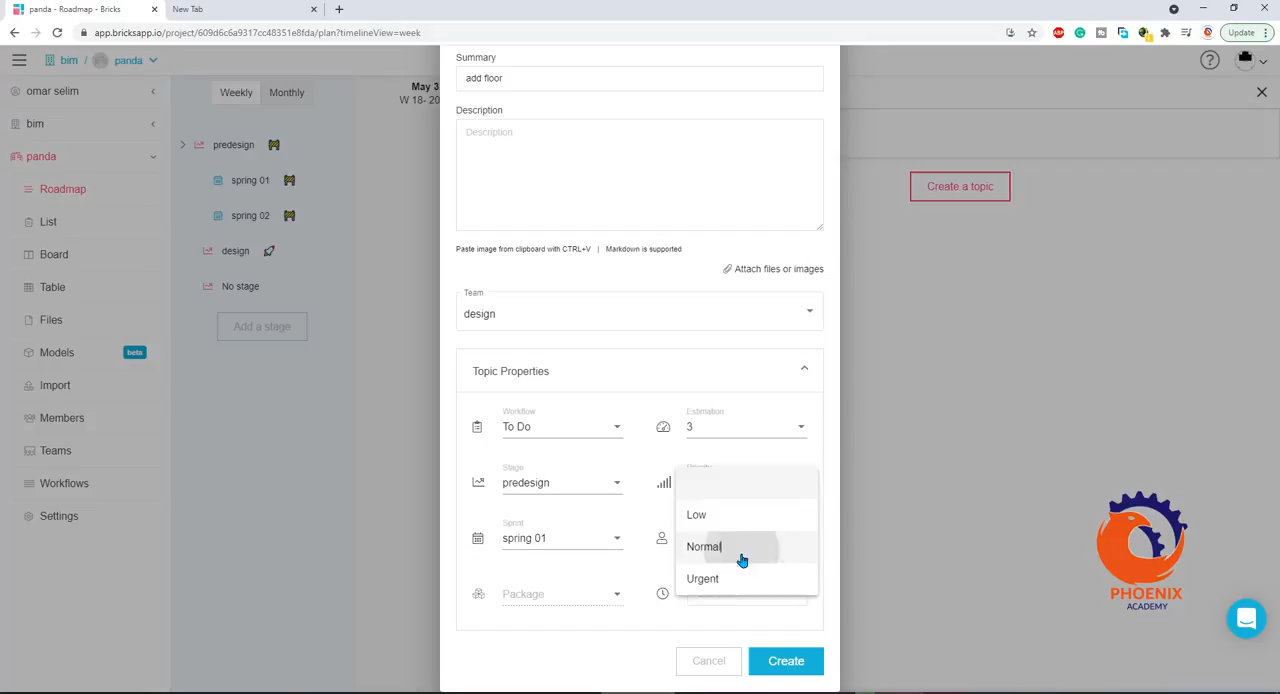 panda - Roadmap - Bricks
New Tab
app.bricksapp.io/project/609d6c6a9317cc48351e8fda/plan?timelineView=week
ABP
Update
bim / panda
omar selim
bim
panda
Roadmap
List
Board
Table
Files
Models beta
Import
Members
Teams
Workflows
Settings
Weekly Monthly
May 3
W 18- 20
predesign
spring 01
spring 02
design
No stage
Add a stage
Summary
add floor
Description
Description
Paste image from clipboard with CTRL+V | Markdown is supported
Attach files or images
Team
design
Topic Properties
Workflow
To Do
Estimation
3
Stage
predesign
Priority
Low
Normal
Urgent
Sprint
spring 01
Package
Cancel
Create
Create a topic
PHOENIX
ACADEMY